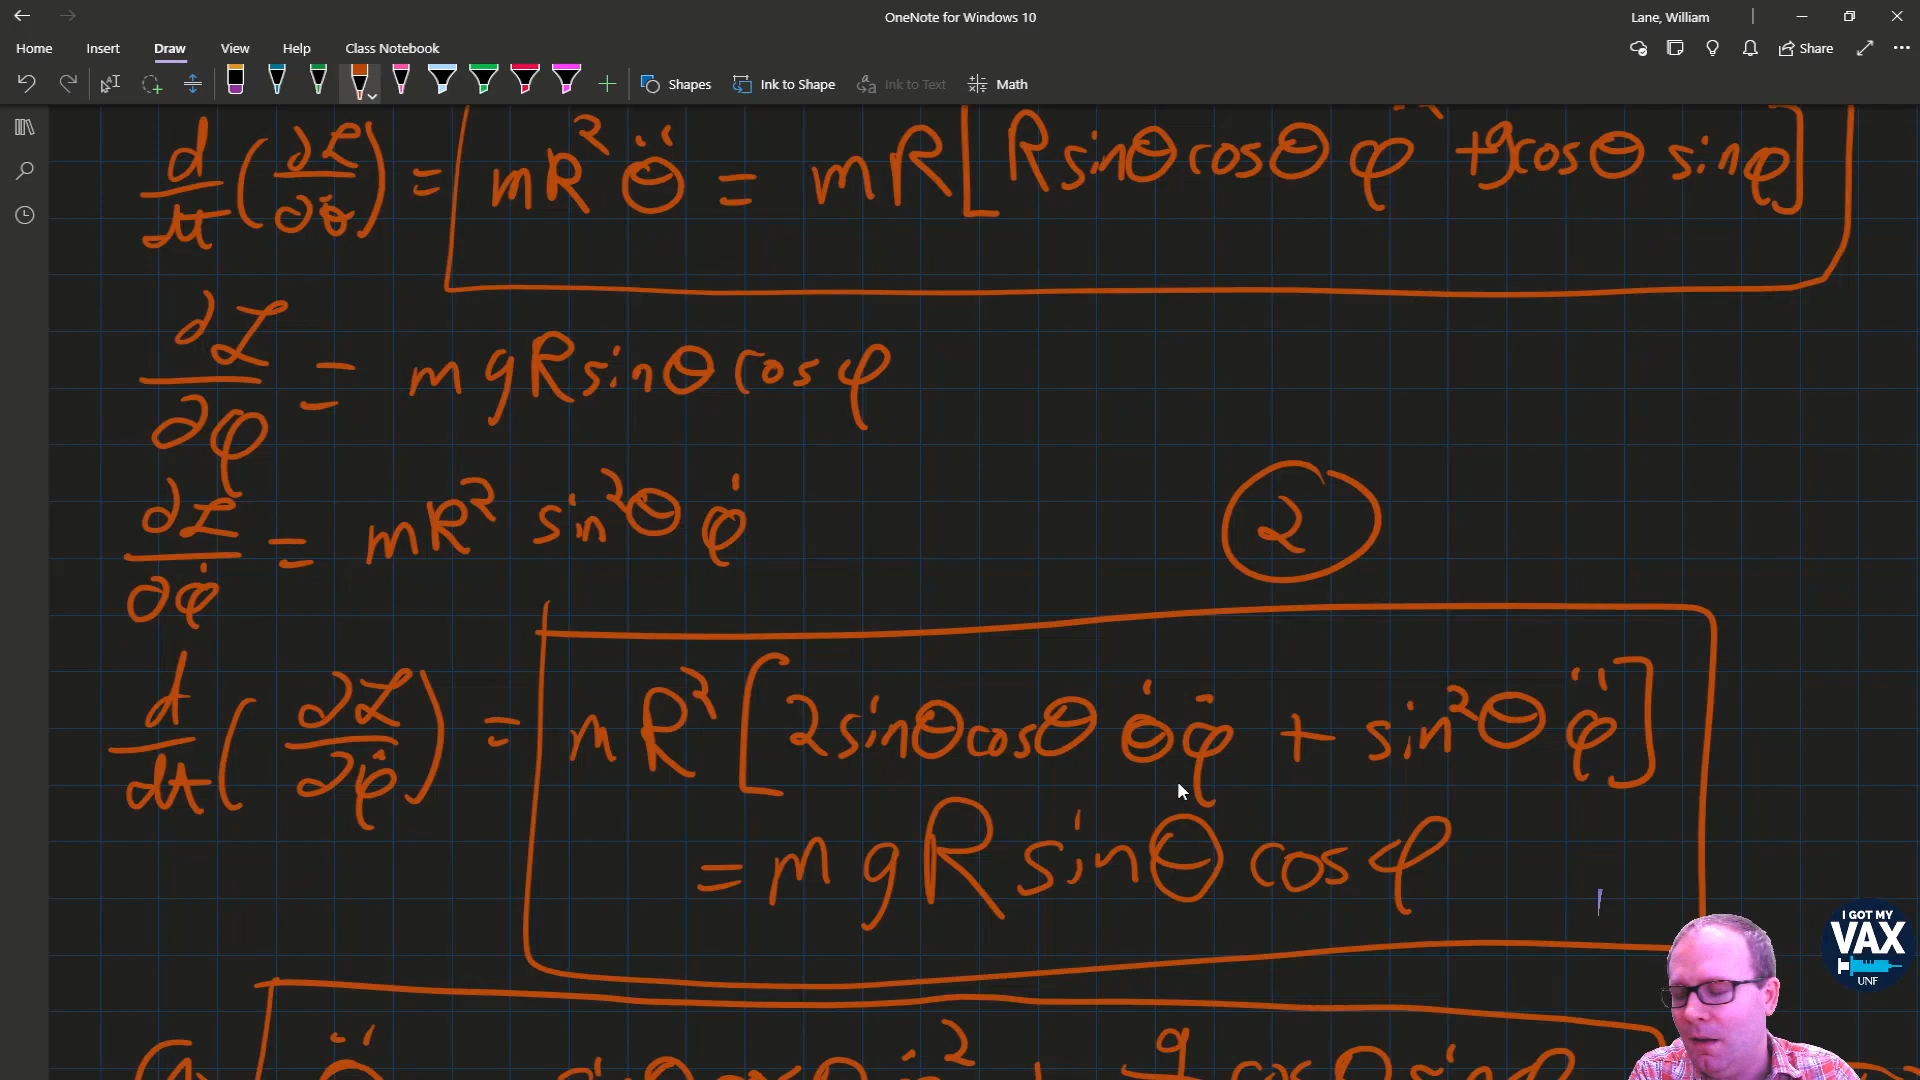 OneNote for Windows 10
Lane, William
Home Insert Draw View Help Class Notebook
Share
Shapes Ink to Shape Ink to Text Math
d/dt (∂ℒ/∂θ̇) = mR² θ̈ = mR[R sinθ cosθ φ̇² + g cosθ sinφ]
∂ℒ/∂φ = mgR sinθ cosφ
∂ℒ/∂φ̇ = mR² sin²θ φ̇
2
d/dt (∂ℒ/∂φ̇) = mR² [2 sinθ cosθ θ̇ φ̇ + sin²θ φ̈]
= mgR sinθ cosφ
I GOT MY
VAX
UNF